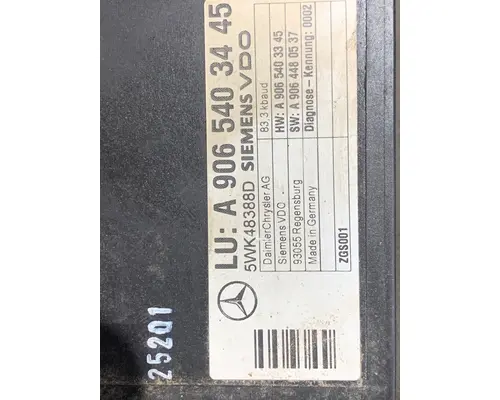 LU: A 906 540 34 45
5WK48388D SIEMENS VDO
DaimlerChrysler AG 83,3 kbaud
Siemens VDO HW: A 906 540 33 45
93055 Regensburg SW: A 906 448 05 37
Made in Germany Diagnose - Kennung: 0002
ZGS001
25201